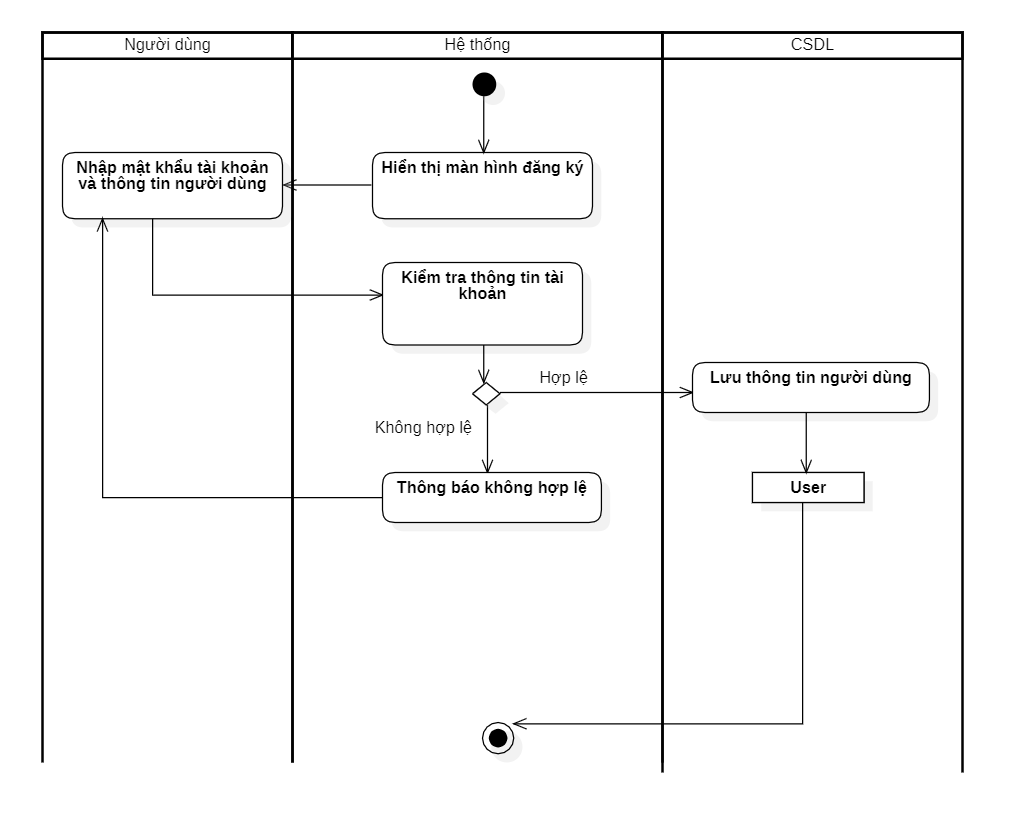 Người dùng
Hệ thống
CSDL
Nhập mật khẩu tài khoản
và thông tin người dùng
Hiển thị màn hình đăng ký
Kiểm tra thông tin tài
khoản
Hợp lệ
Lưu thông tin người dùng
Không hợp lệ
Thông báo không hợp lệ
User